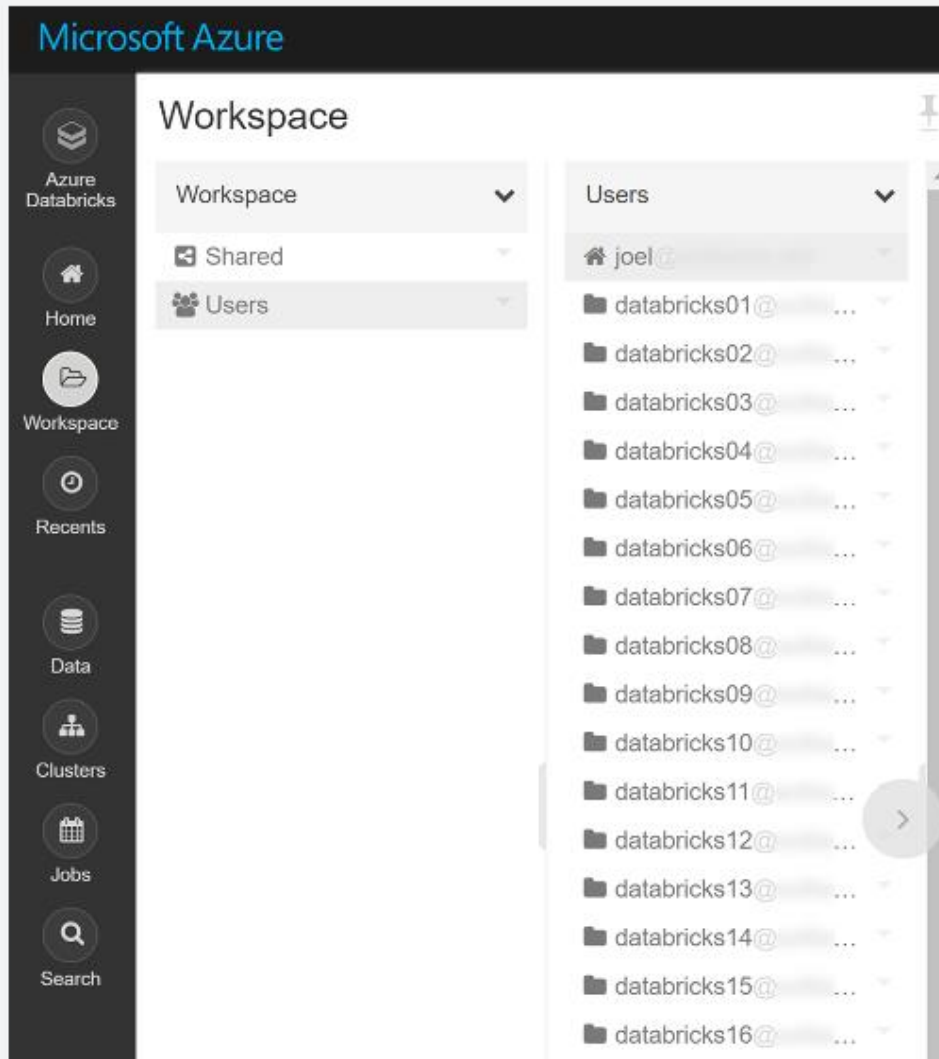 Microsoft Azure
Azure
Databricks
Home
Workspace
Recents
Data
Clusters
Jobs
Search
Workspace
Workspace
Shared
Users
Users
joel@
databricks01@ ...
databricks02@ ...
databricks03@ ...
databricks04@ ...
databricks05@ ...
databricks06@ ...
databricks07@ ...
databricks08@ ...
databricks09@ ...
databricks10@ ...
databricks11@ ...
databricks12@ ...
databricks13@ ...
databricks14@ ...
databricks15@ ...
databricks16@ ...